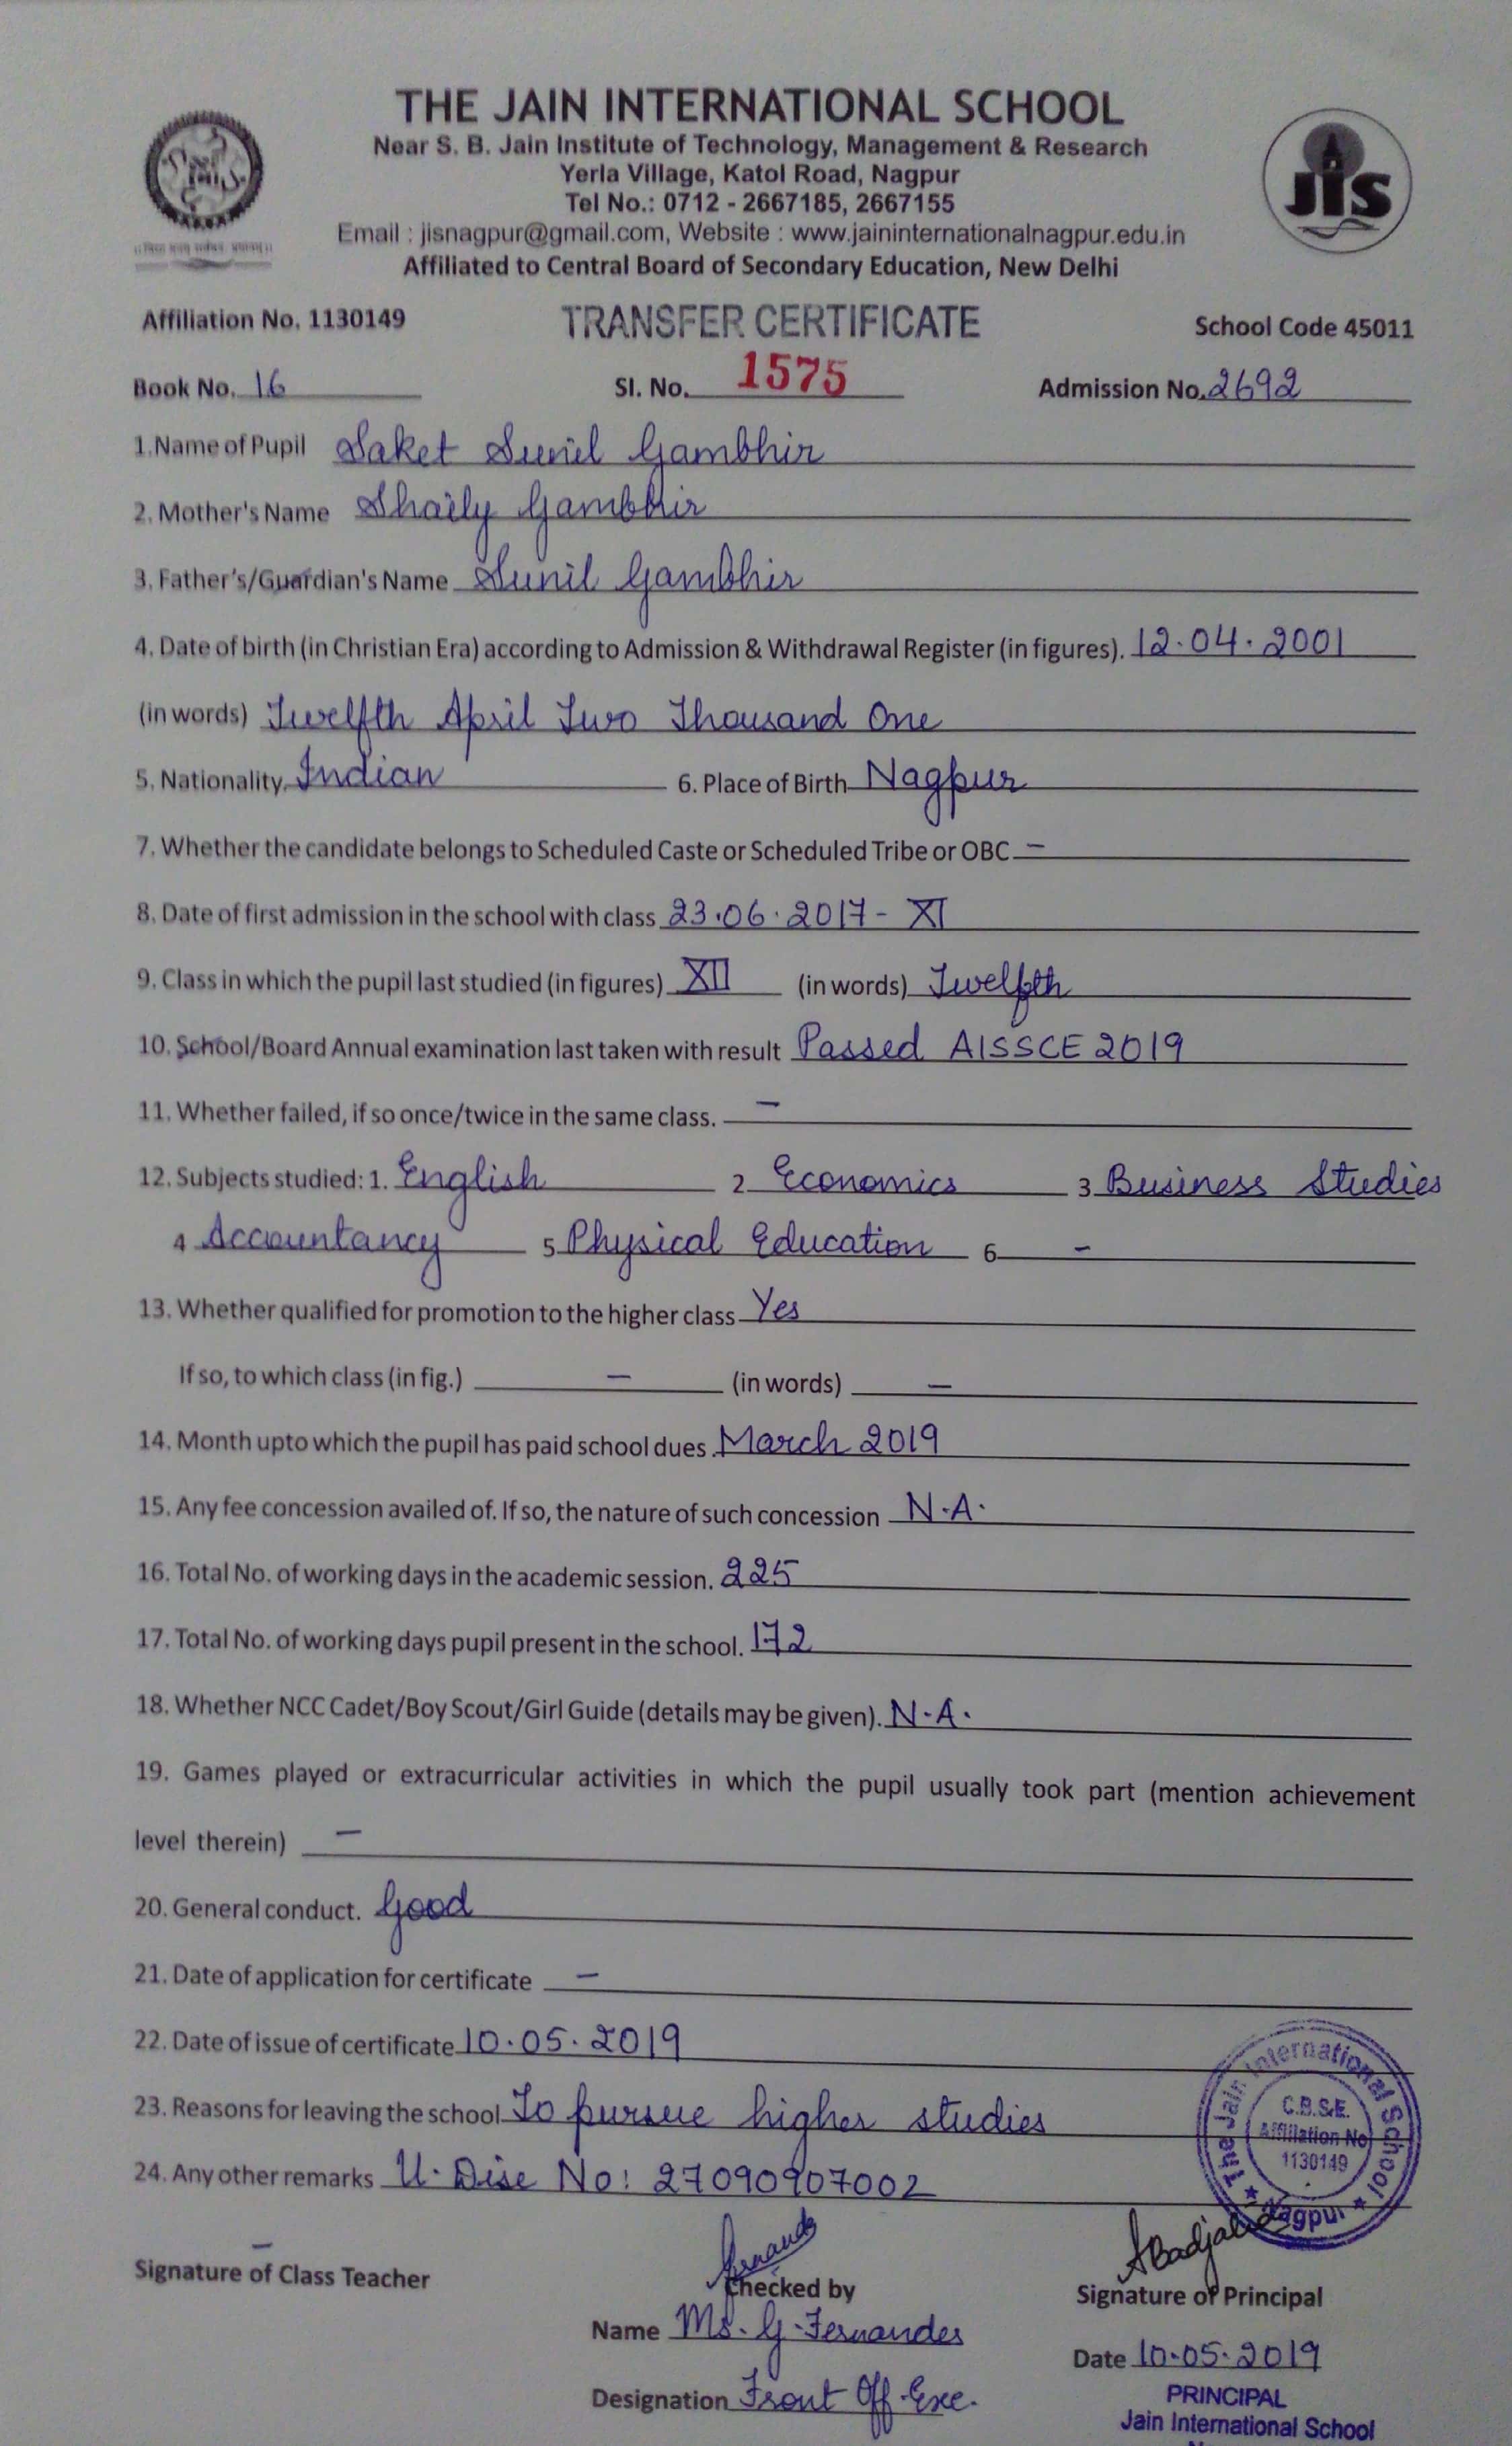 THE JAIN INTERNATIONAL SCHOOL
Near S. B. Jain Institute of Technology, Management & Research
Yerla Village, Katol Road, Nagpur
Tel No.: 0712 - 2667185, 2667155
Email : jisnagpur@gmail.com, Website : www.jaininternationalnagpur.edu.in
Affiliated to Central Board of Secondary Education, New Delhi
JIS
Affiliation No. 1130149 TRANSFER CERTIFICATE School Code 45011
Book No. 16 Sl. No. 1575 Admission No. 2692
1. Name of Pupil Saket Sunil Gambhir
2. Mother's Name Shaily Gambhir
3. Father's/Guardian's Name Sunil Gambhir
4. Date of birth (in Christian Era) according to Admission & Withdrawal Register (in figures). 12.04.2001
(in words) Twelfth April Two Thousand One
5. Nationality Indian 6. Place of Birth Nagpur
7. Whether the candidate belongs to Scheduled Caste or Scheduled Tribe or OBC –
8. Date of first admission in the school with class 23.06.2017 - XI
9. Class in which the pupil last studied (in figures) XII (in words) Twelfth
10. School/Board Annual examination last taken with result Passed AISSCE 2019
11. Whether failed, if so once/twice in the same class. –
12. Subjects studied: 1. English 2 Economics 3 Business Studies
4 Accountancy 5 Physical Education 6 –
13. Whether qualified for promotion to the higher class Yes
If so, to which class (in fig.) – (in words) –
14. Month upto which the pupil has paid school dues March 2019
15. Any fee concession availed of. If so, the nature of such concession N.A.
16. Total No. of working days in the academic session. 225
17. Total No. of working days pupil present in the school. 172
18. Whether NCC Cadet/Boy Scout/Girl Guide (details may be given). N.A.
19. Games played or extracurricular activities in which the pupil usually took part (mention achievement
level therein) –
20. General conduct. Good
21. Date of application for certificate –
22. Date of issue of certificate 10.05.2019
23. Reasons for leaving the school To pursue higher studies
24. Any other remarks U. Dise No: 27090907002
The Jain International School
C.B.S.E.
Affiliation No
1130149
★ Nagpur ★
–
Signature of Class Teacher Checked by Signature of Principal
Name Ms. G. Fernandes
Date 10.05.2019
Designation Front Off. Exe.
PRINCIPAL
Jain International School